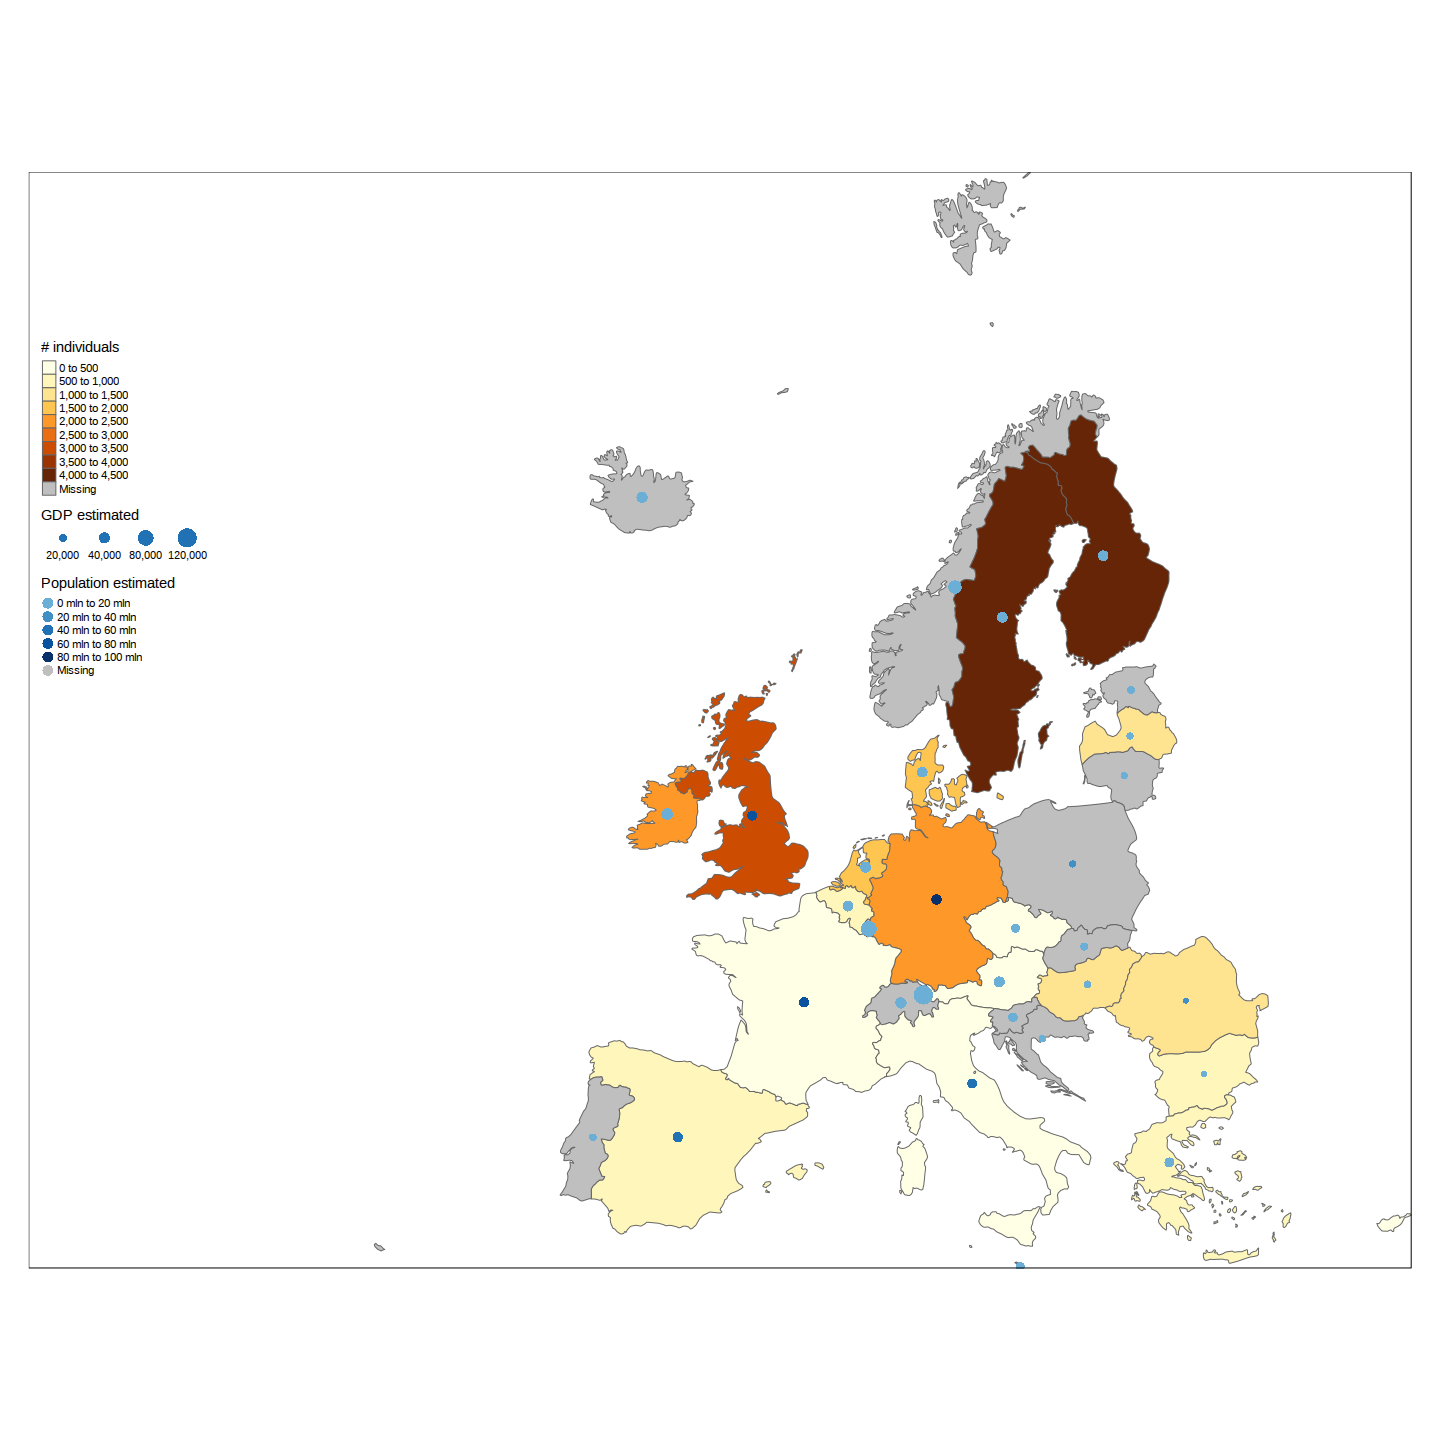 # individuals
0 to 500
500 to 1,000
1,000 to 1,500
1,500 to 2,000
2,000 to 2,500
2,500 to 3,000
3,000 to 3,500
3,500 to 4,000
4,000 to 4,500
Missing
GDP estimated
20,000 40,000 80,000 120,000
Population estimated
0 mln to 20 mln
20 mln to 40 mln
40 mln to 60 mln
60 mln to 80 mln
80 mln to 100 mln
Missing